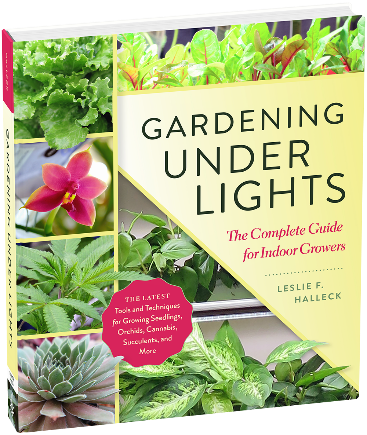 GARDENING
UNDER
LIGHTS
The Complete Guide
for Indoor Growers
LESLIE F.
HALLECK
THE LATEST
Tools and Techniques
for Growing Seedlings,
Orchids, Cannabis,
Succulents, and
More
HALLECK
GARDENING UNDER LIGHTS